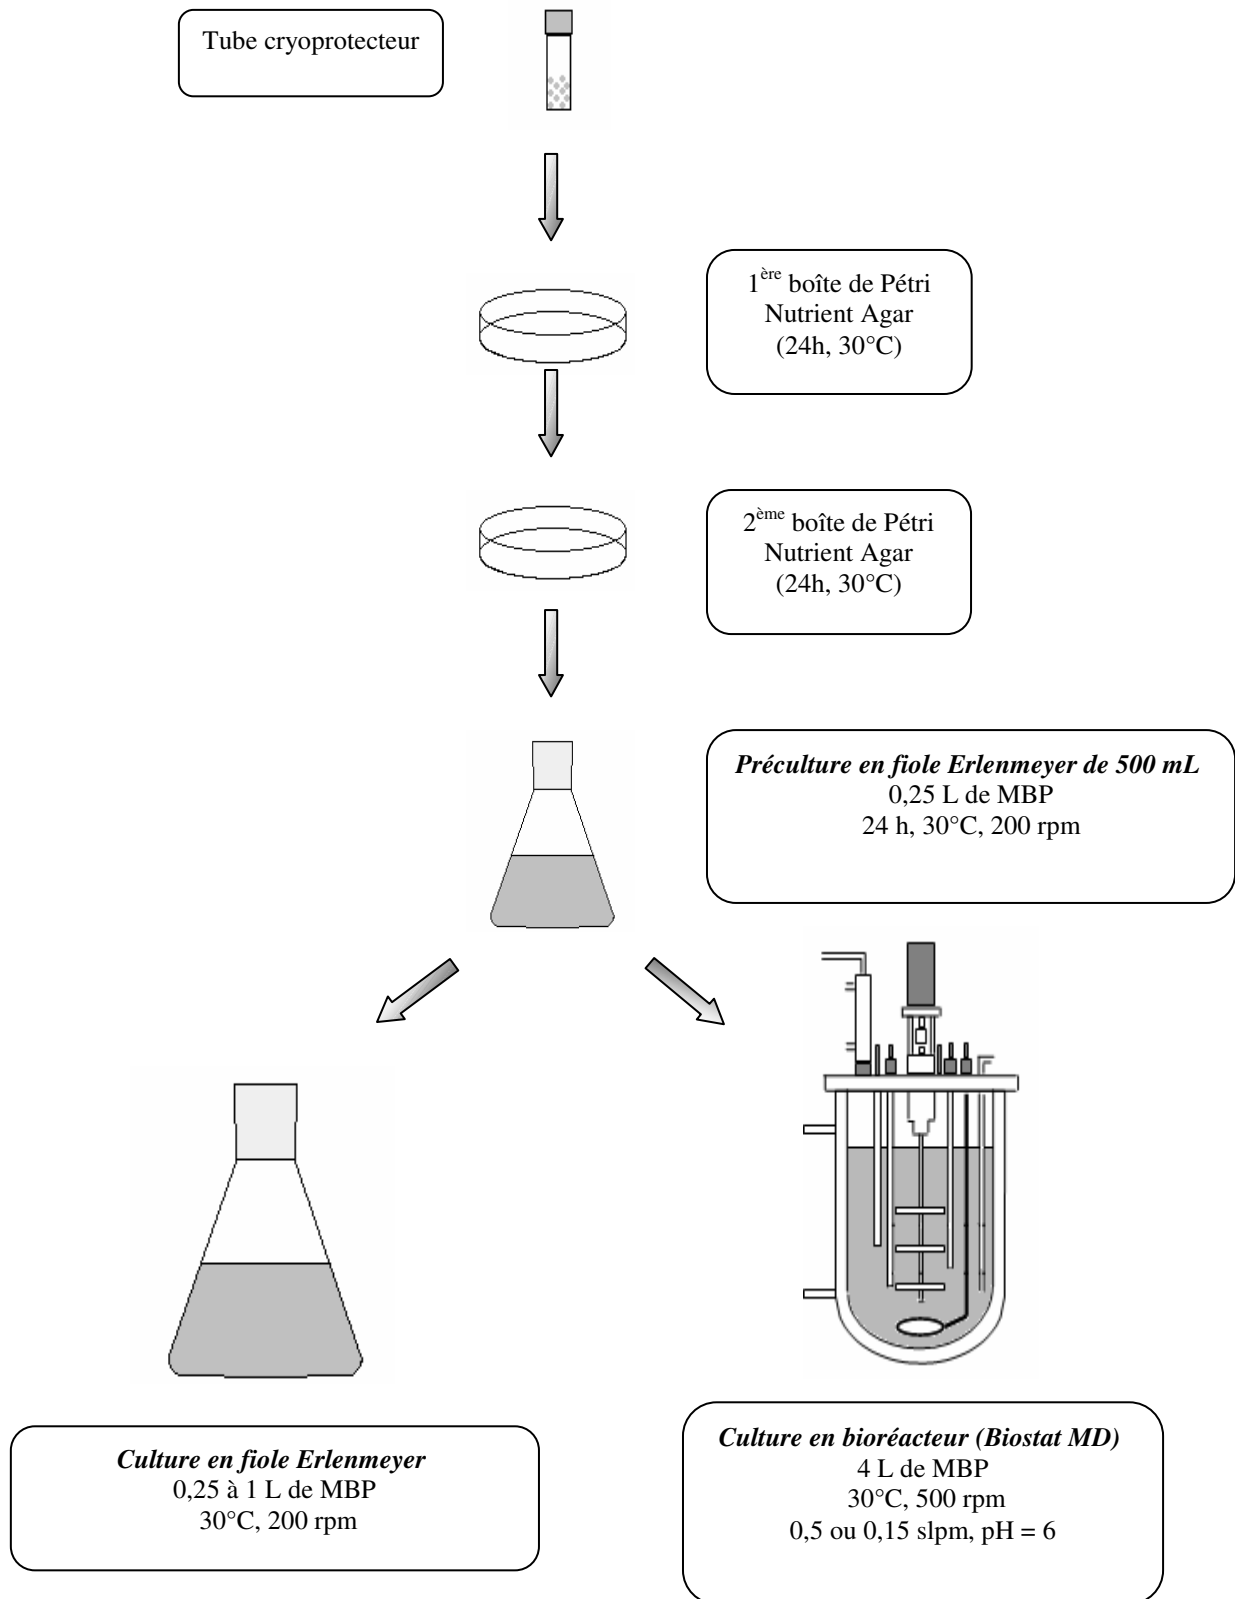 Tube cryoprotecteur
1ère boîte de Pétri
Nutrient Agar
(24h, 30°C)
2ème boîte de Pétri
Nutrient Agar
(24h, 30°C)
Préculture en fiole Erlenmeyer de 500 mL
0,25 L de MBP
24 h, 30°C, 200 rpm
Culture en fiole Erlenmeyer
0,25 à 1 L de MBP
30°C, 200 rpm
Culture en bioréacteur (Biostat MD)
4 L de MBP
30°C, 500 rpm
0,5 ou 0,15 slpm, pH = 6